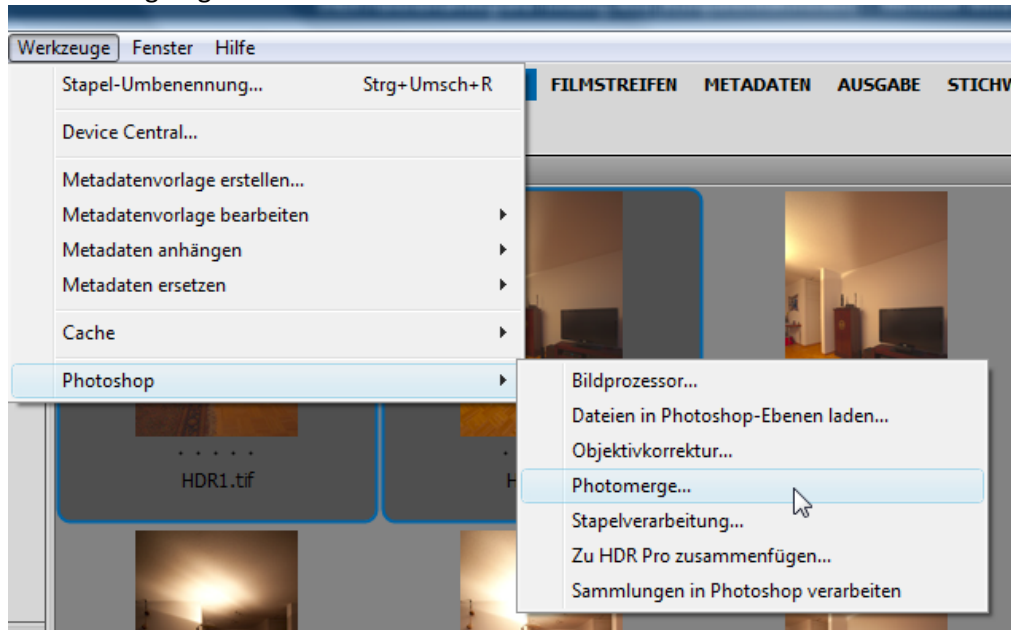 Werkzeuge Fenster Hilfe
Stapel-Umbenennung... Strg+Umsch+R
FILMSTREIFEN METADATEN AUSGABE
Device Central...
Metadatenvorlage erstellen...
Metadatenvorlage bearbeiten
Metadaten anhängen
Metadaten ersetzen
Cache
Photoshop
Bildprozessor...
Dateien in Photoshop-Ebenen laden...
Objektivkorrektur...
Photomerge...
Stapelverarbeitung...
Zu HDR Pro zusammenfügen...
Sammlungen in Photoshop verarbeiten
HDR1.tif